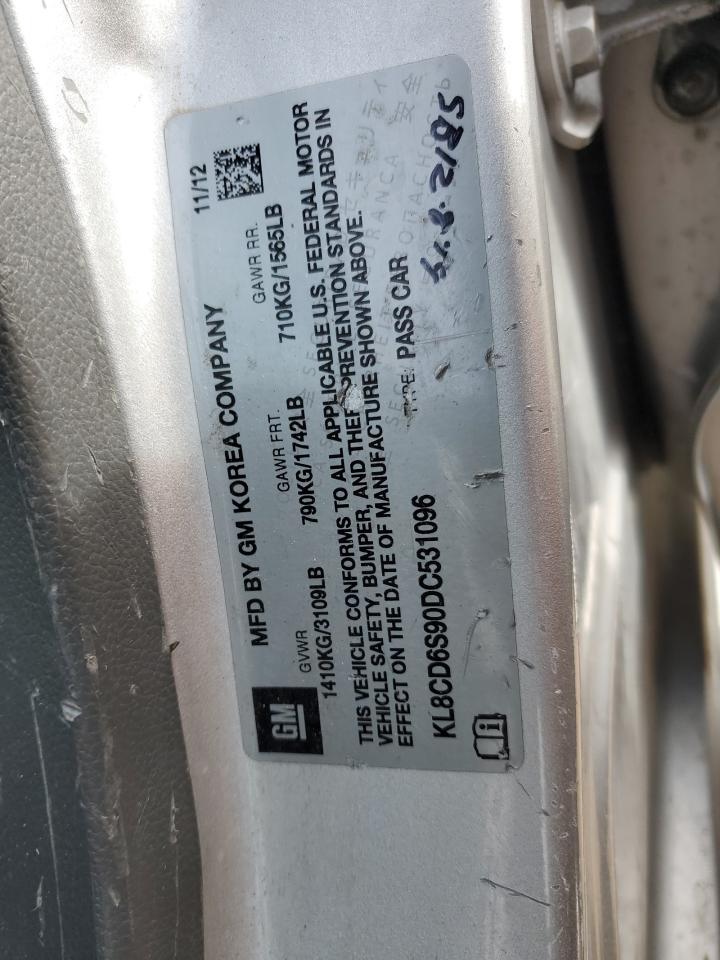 MFD BY GM KOREA COMPANY
11/12
GVWR
GAWR FRT.
GAWR RR.
1410KG/3109LB
790KG/1742LB
710KG/1565LB
THIS VEHICLE CONFORMS TO ALL APPLICABLE U.S. FEDERAL MOTOR
VEHICLE SAFETY, BUMPER, AND THEFT PREVENTION STANDARDS IN
EFFECT ON THE DATE OF MANUFACTURE SHOWN ABOVE.
TYPE: PASS CAR
KL8CD6S90DC531096
GM